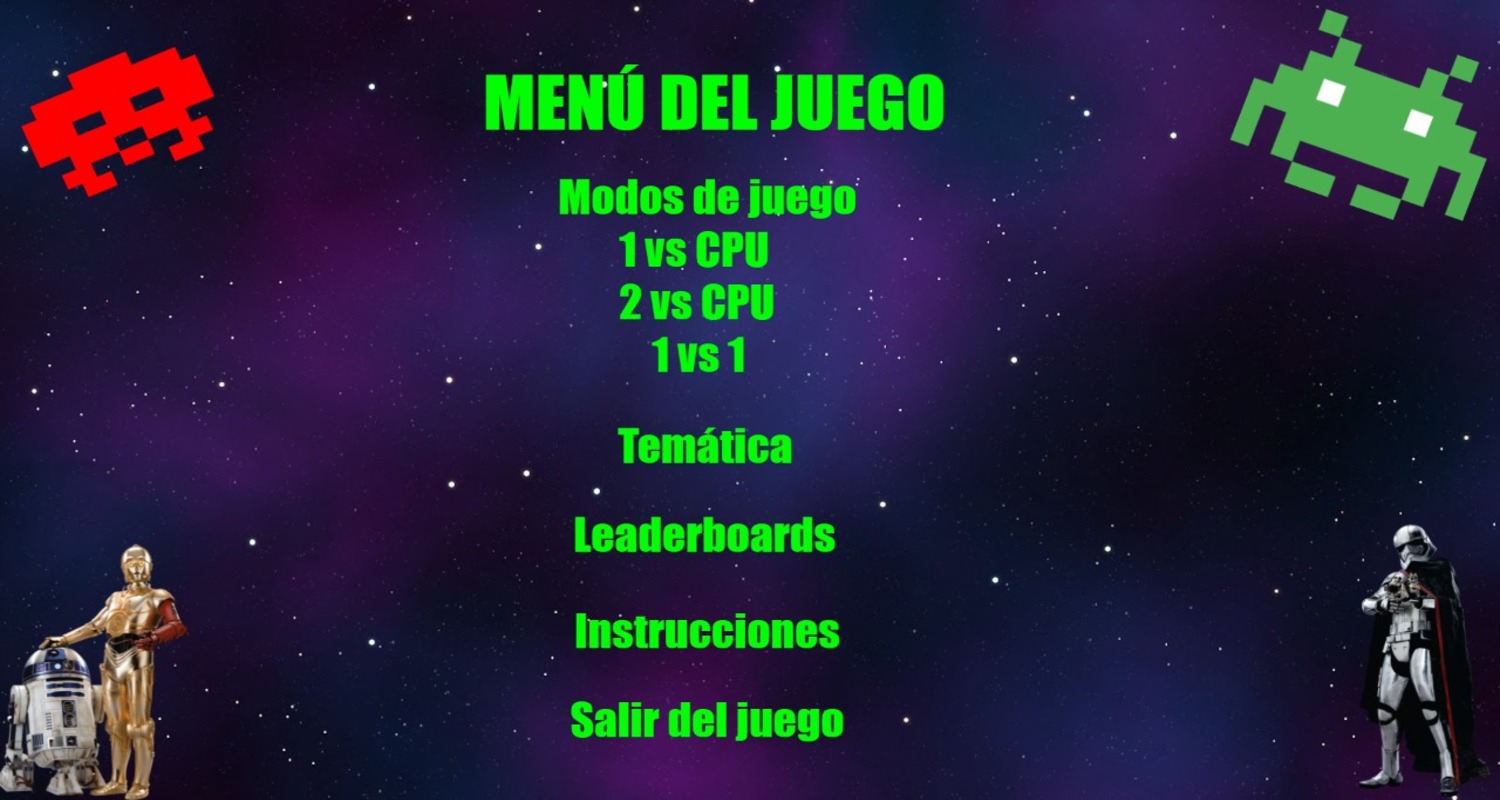 MENÚ DEL JUEGO
Modos de juego
1 vs CPU
2 vs CPU
1 vs 1
Temática
Leaderboards
Instrucciones
Salir del juego